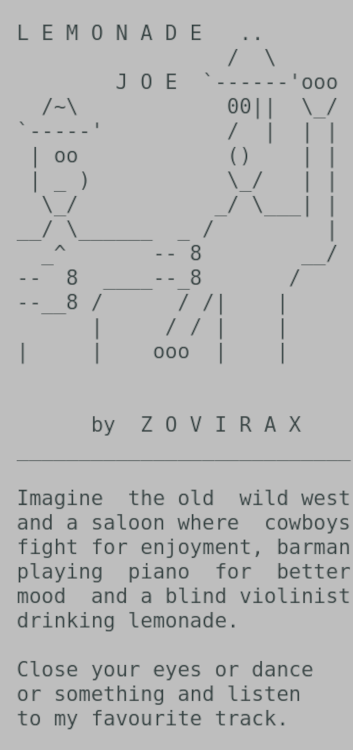 L E M O N A D E
J O E
by Z O V I R A X
Imagine the old wild west
and a saloon where cowboys
fight for enjoyment, barman
playing piano for better
mood and a blind violinist
drinking lemonade.
Close your eyes or dance
or something and listen
to my favourite track.